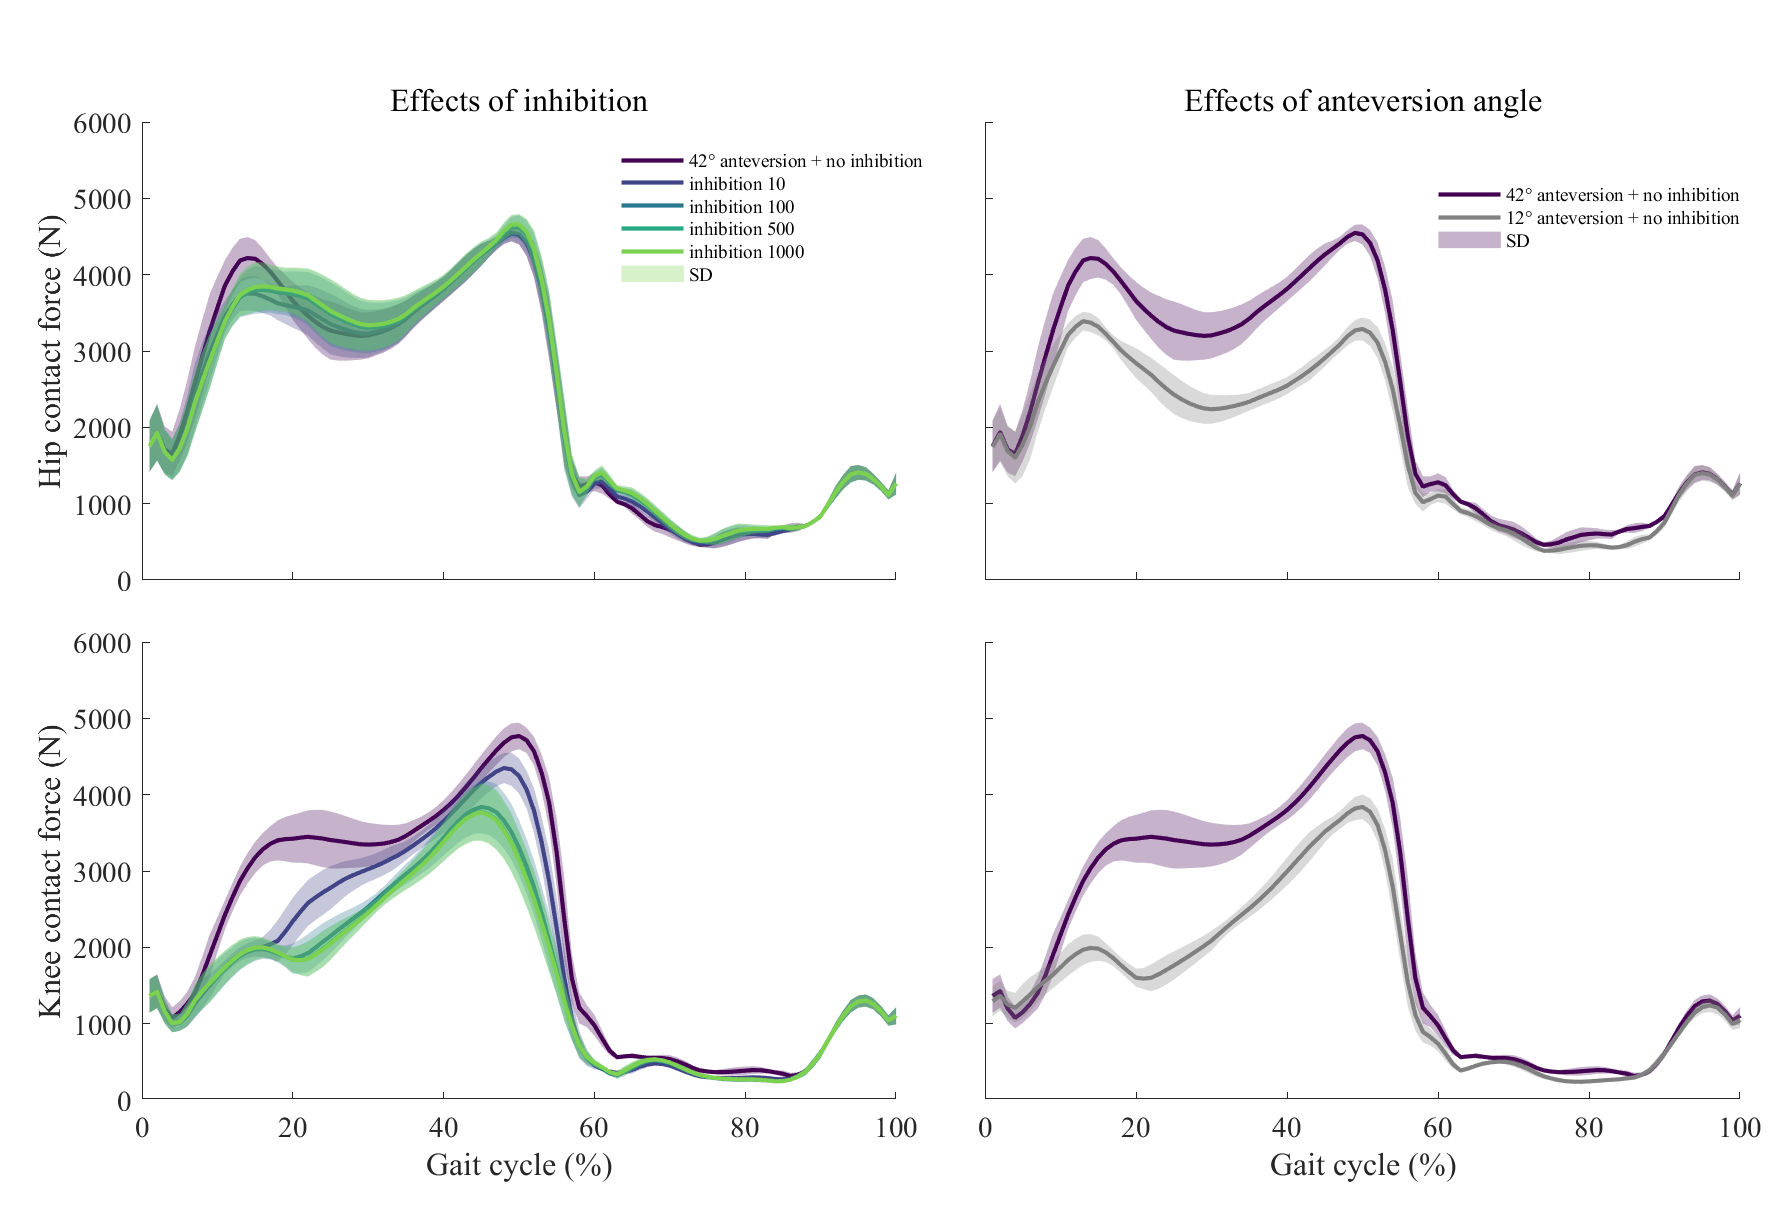 Effects of inhibition
Effects of anteversion angle
Hip contact force (N)
6000
5000
4000
3000
2000
1000
0
42° anteversion + no inhibition
inhibition 10
inhibition 100
inhibition 500
inhibition 1000
SD
42° anteversion + no inhibition
12° anteversion + no inhibition
SD
Knee contact force (N)
6000
5000
4000
3000
2000
1000
0
0 20 40 60 80 100
Gait cycle (%)
0 20 40 60 80 100
Gait cycle (%)